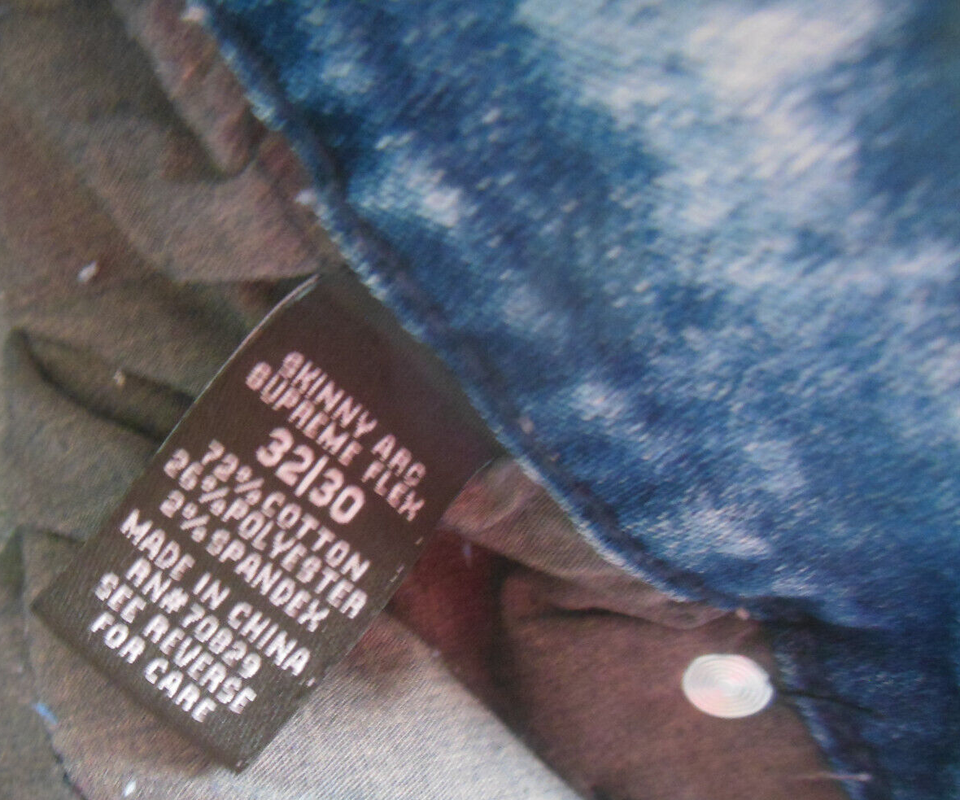 SKINNY ARC
SUPREME FLEX
32|30
72% COTTON
26% POLYESTER
2% SPANDEX
MADE IN CHINA
RN# 70829
SEE REVERSE
FOR CARE